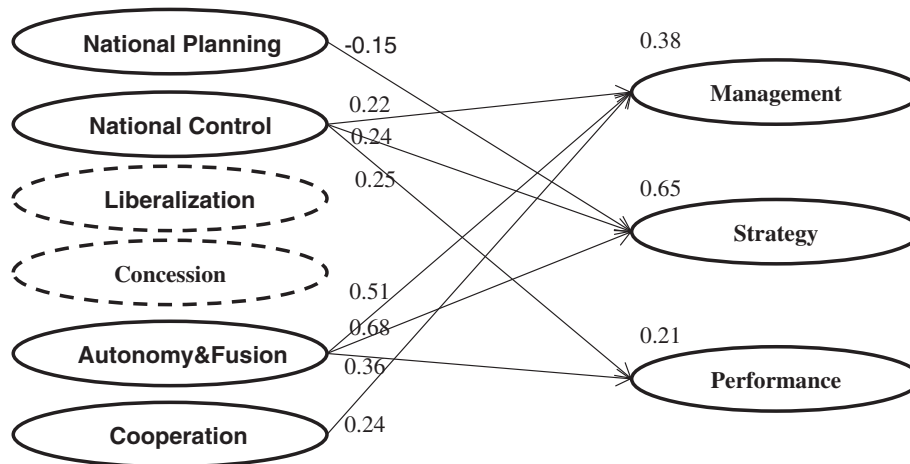 National Planning
-0.15
0.38
Management
National Control
0.22
0.24
0.25
Liberalization
0.65
Strategy
Concession
0.51
0.68
0.36
Autonomy&Fusion
0.21
Performance
Cooperation
0.24